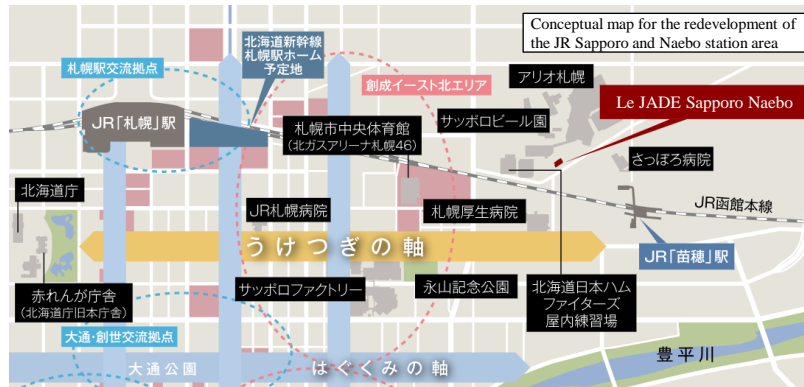 Conceptual map for the redevelopment of
the JR Sapporo and Naebo station area
北海道新幹線
札幌駅ホーム
予定地
札幌駅交流拠点
創成イースト北エリア
アリオ札幌
Le JADE Sapporo Naebo
JR「札幌」駅
札幌市中央体育館
(北ガスアリーナ札幌46)
サッポロビール園
さっぽろ病院
北海道庁
JR札幌病院
札幌厚生病院
JR函館本線
うけつぎの軸
JR「苗穂」駅
赤れんが庁舎
(北海道庁旧本庁舎)
サッポロファクトリー
永山記念公園
北海道日本ハム
ファイターズ
屋内練習場
大通・創世交流拠点
大通公園
はぐくみの軸
豊平川